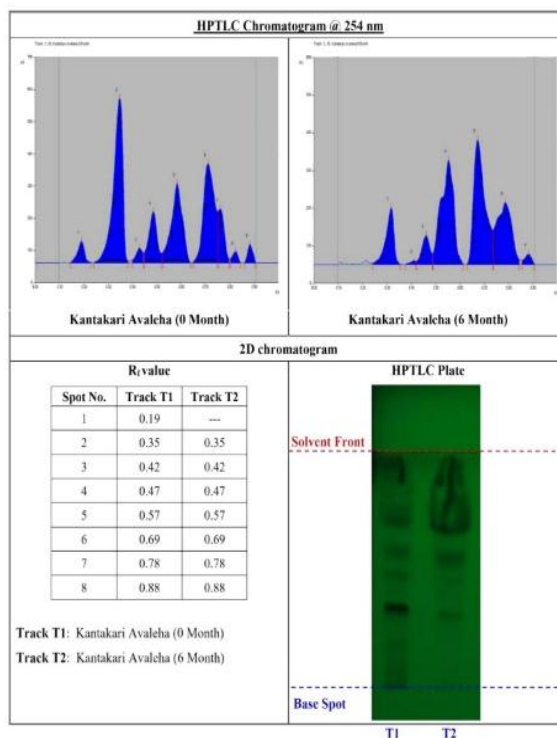 HPTLC Chromatogram @ 254 nm
Kantakari Avaleha (0 Month)
Kantakari Avaleha (6 Month)
2D chromatogram
Rf value
HPTLC Plate
Spot No. Track T1 Track T2
1 0.19 ---
2 0.35 0.35
3 0.42 0.42
4 0.47 0.47
5 0.57 0.57
6 0.69 0.69
7 0.78 0.78
8 0.88 0.88
Track T1: Kantakari Avaleha (0 Month)
Track T2: Kantakari Avaleha (6 Month)
Solvent Front
Base Spot
T1 T2